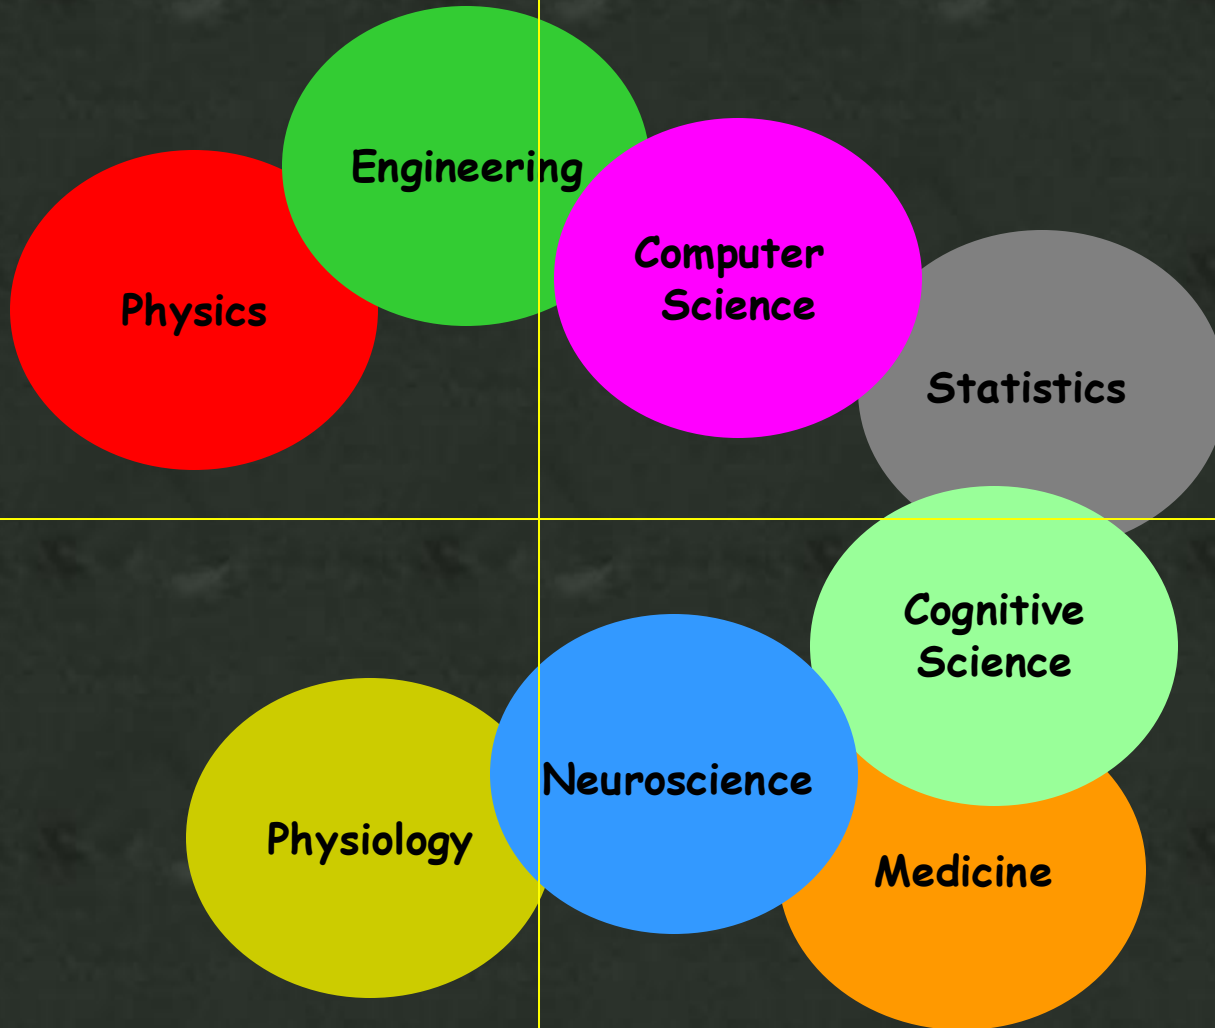 Engineering
Physics
Computer
Science
Statistics
Cognitive
Science
Neuroscience
Physiology
Medicine